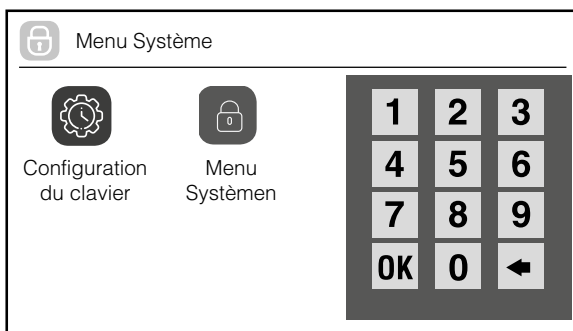 Menu Système
Configuration
du clavier
Menu
Systèmen
1 2 3
4 5 6
7 8 9
OK 0